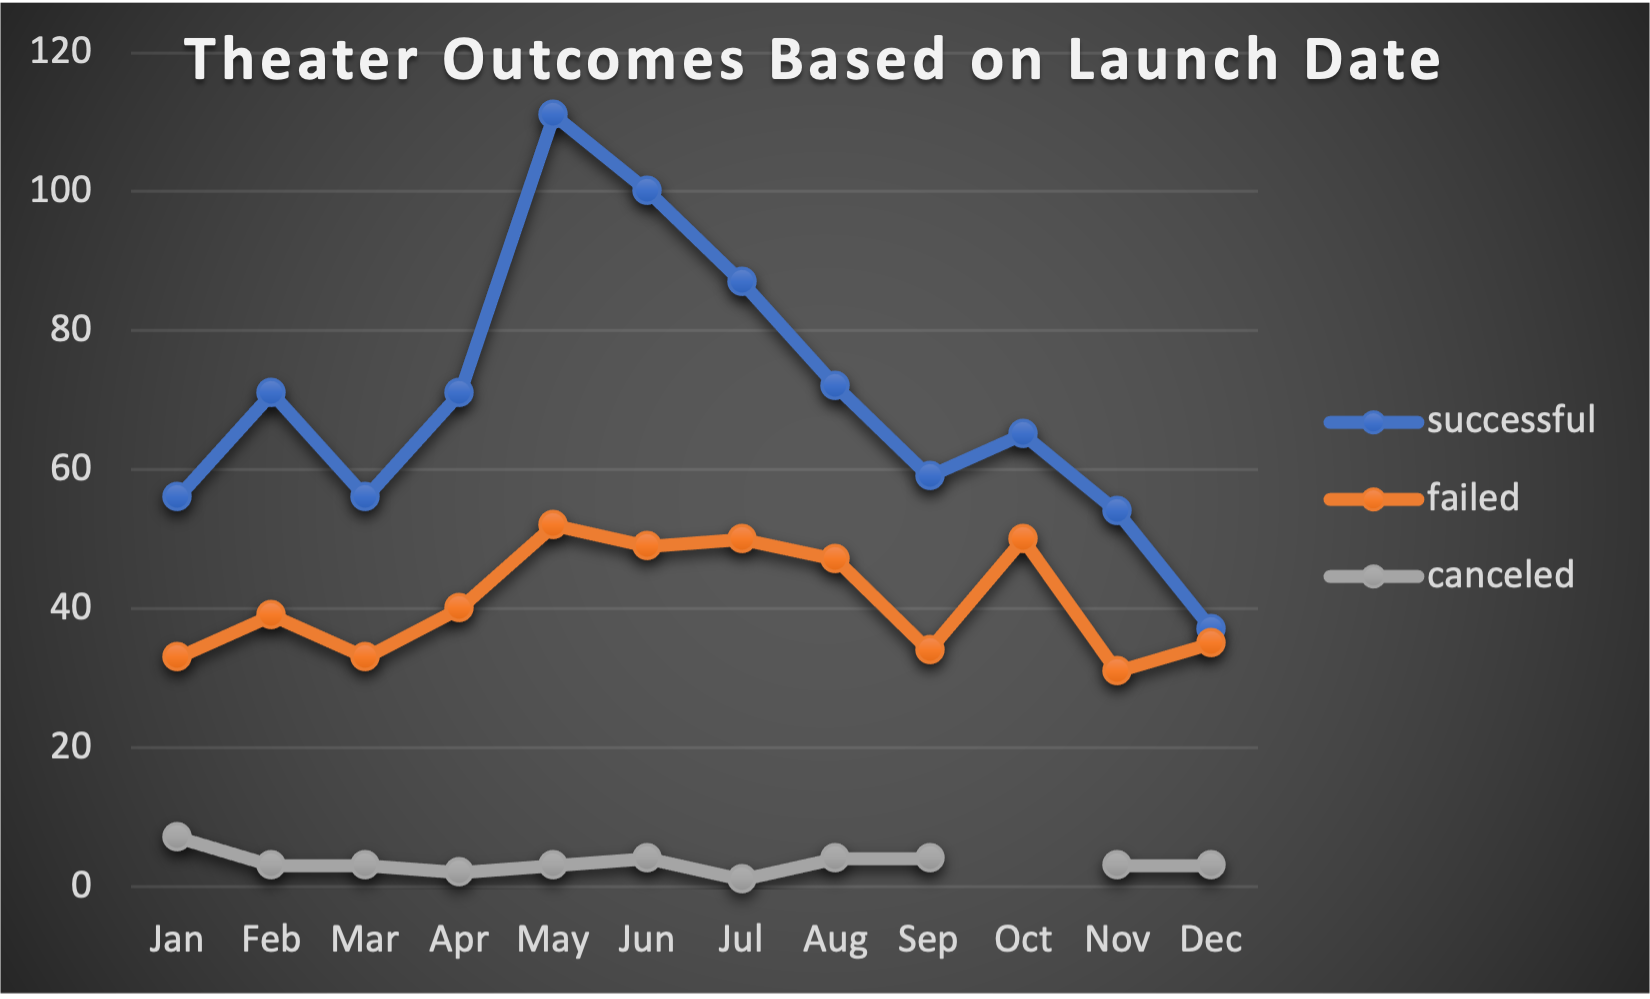 Theater Outcomes Based on Launch Date
120
100
80
60
40
20
0
Jan Feb Mar Apr May Jun Jul Aug Sep Oct Nov Dec
successful
failed
canceled